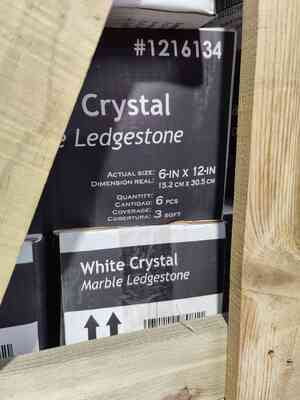 #1216134
Crystal
e Ledgestone
ACTUAL SIZE: 6-IN X 12-IN
DIMENSION REAL: 15.2 CM X 30.5 CM
QUANTITY:
CANTIDAD: 6 PCS
COVERAGE:
COBERTURA: 3 SQFT
White Crystal
Marble Ledgestone